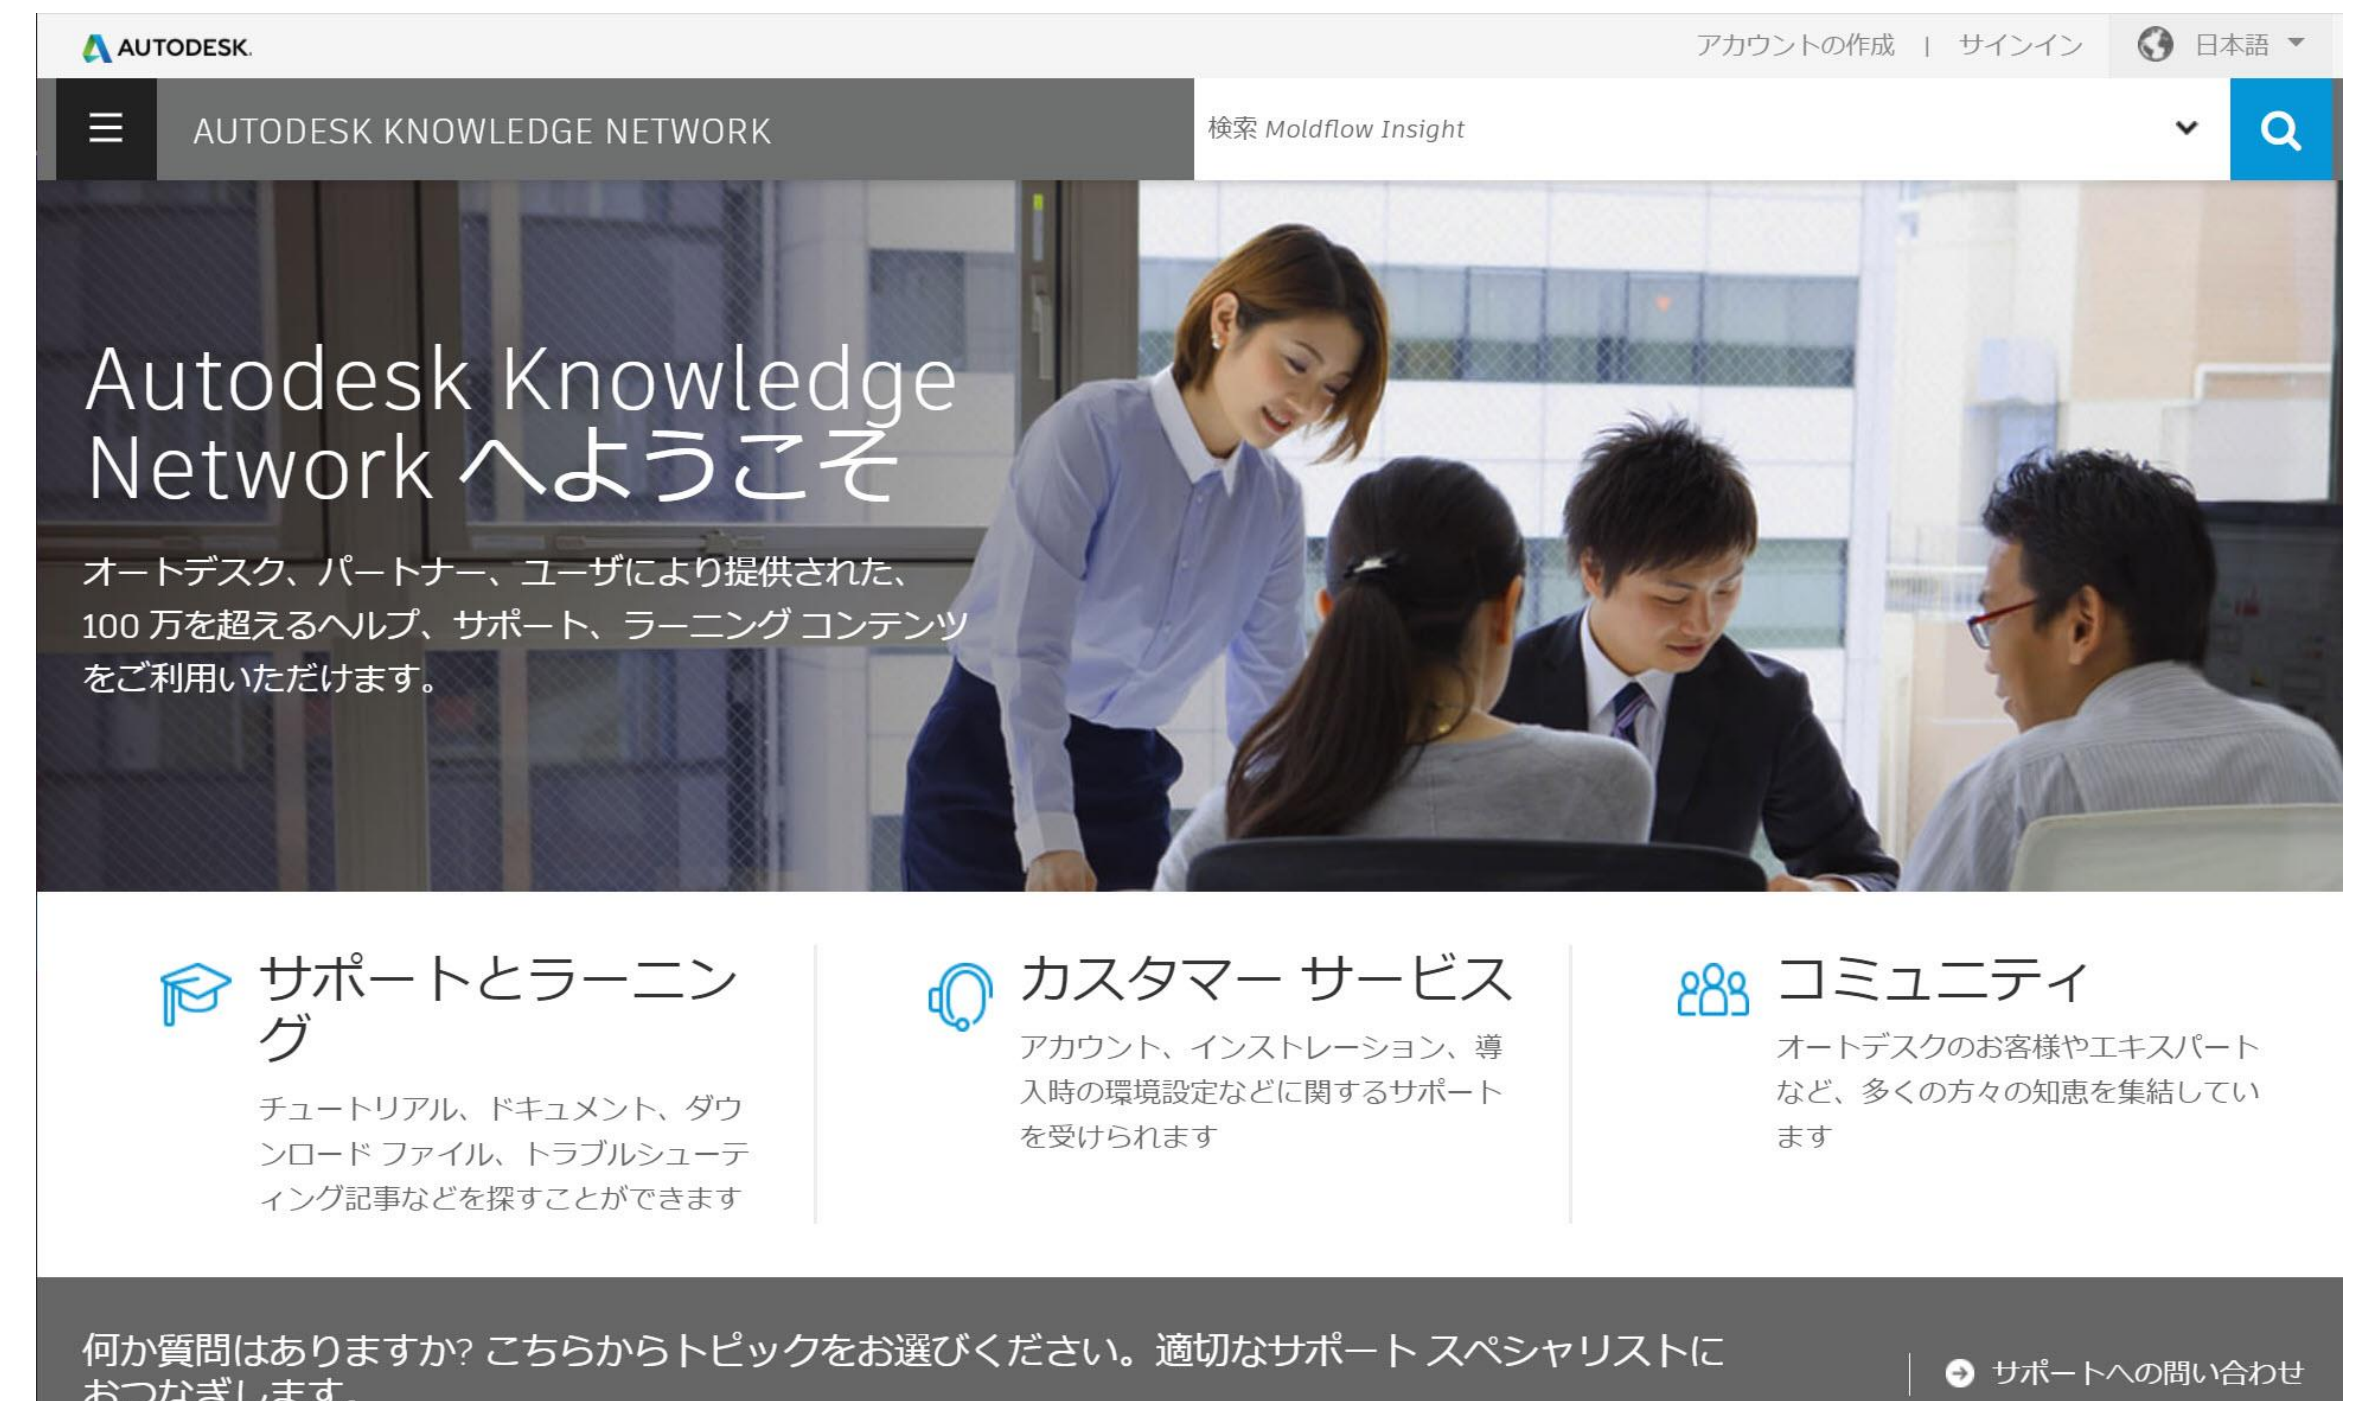 AUTODESK.
アカウントの作成 | サインイン 日本語
AUTODESK KNOWLEDGE NETWORK
検索 Moldflow Insight
Autodesk Knowledge
Network へようこそ
オートデスク、パートナー、ユーザにより提供された、
100 万を超えるヘルプ、サポート、ラーニング コンテンツ
をご利用いただけます。
サポートとラーニン
グ
チュートリアル、ドキュメント、ダウ
ンロード ファイル、トラブルシューテ
ィング記事などを探すことができます
カスタマー サービス
アカウント、インストレーション、導
入時の環境設定などに関するサポート
を受けられます
コミュニティ
オートデスクのお客様やエキスパート
など、多くの方々の知恵を集結してい
ます
何か質問はありますか? こちらからトピックをお選びください。適切なサポート スペシャリストに
おつなぎします。
サポートへの問い合わせ